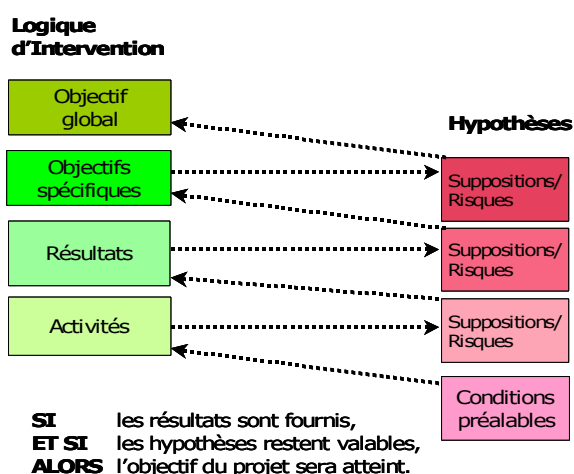 Logique
d'Intervention
Objectif
global
Hypothèses
Objectifs
spécifiques
Suppositions/
Risques
Résultats
Suppositions/
Risques
Activités
Suppositions/
Risques
Conditions
préalables
SI les résultats sont fournis,
ET SI les hypothèses restent valables,
ALORS l'objectif du projet sera atteint.